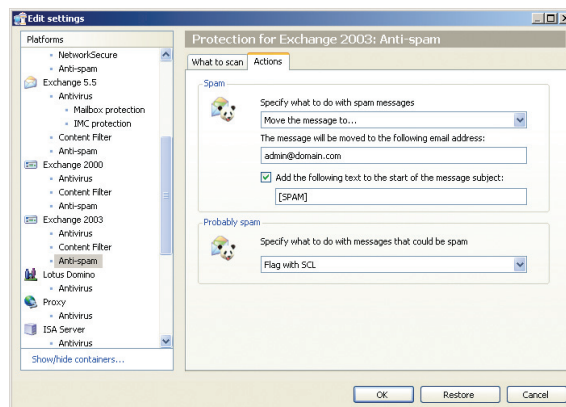 Edit settings
Platforms
NetworkSecure
Anti-spam
Exchange 5.5
Antivirus
Mailbox protection
IMC protection
Content Filter
Anti-spam
Exchange 2000
Antivirus
Content Filter
Anti-spam
Exchange 2003
Antivirus
Content Filter
Anti-spam
Lotus Domino
Antivirus
Proxy
Antivirus
ISA Server
Antivirus
Show/hide containers...
Protection for Exchange 2003: Anti-spam
What to scan Actions
Spam
Specify what to do with spam messages
Move the message to...
The message will be moved to the following email address:
admin@domain.com
Add the following text to the start of the message subject:
[SPAM]
Probably spam
Specify what to do with messages that could be spam
Flag with SCL
OK Restore Cancel